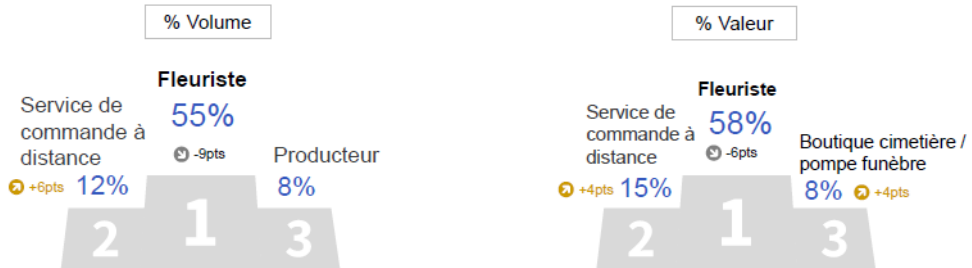 % Volume
Fleuriste
55%
-9pts
Service de
commande à
distance
+6pts 12%
Producteur
8%
2
1
3
% Valeur
Fleuriste
58%
-6pts
Service de
commande à
distance
+4pts 15%
Boutique cimetière /
pompe funèbre
8% +4pts
2
1
3